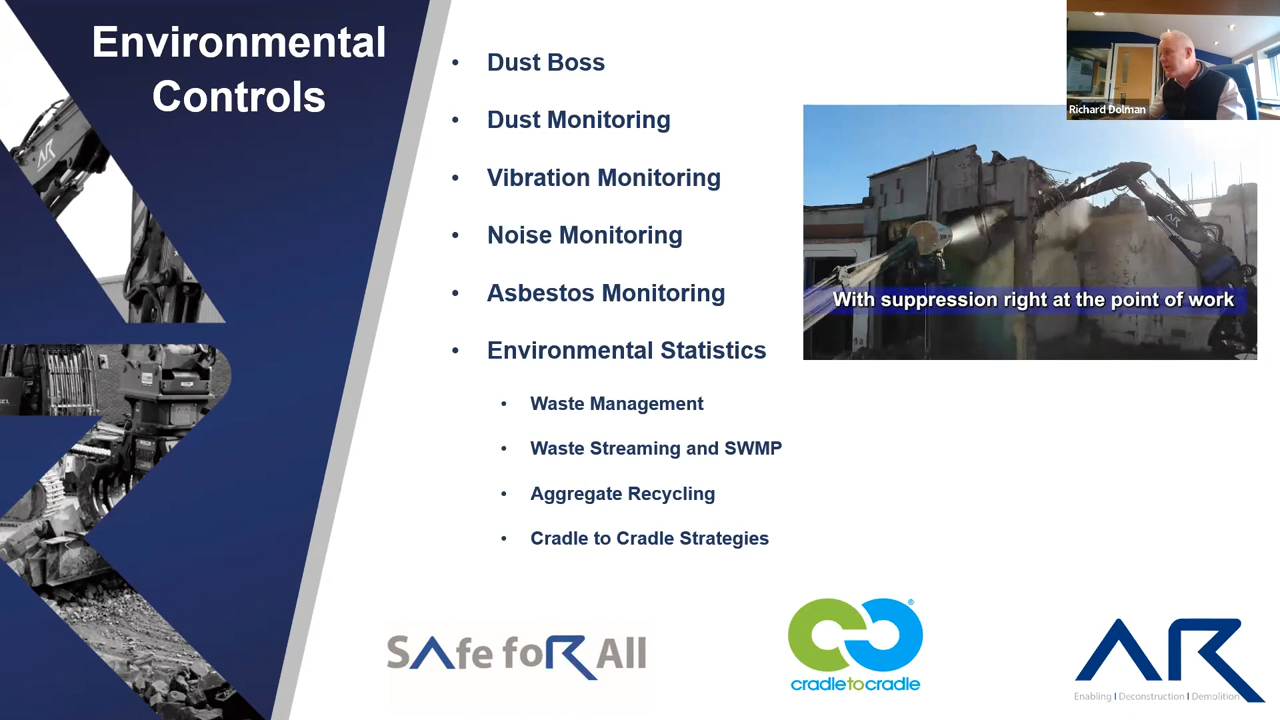 Environmental
Controls
• Dust Boss
• Dust Monitoring
• Vibration Monitoring
• Noise Monitoring
• Asbestos Monitoring
• Environmental Statistics
• Waste Management
• Waste Streaming and SWMP
• Aggregate Recycling
• Cradle to Cradle Strategies
Richard Dolman
AR
With suppression right at the point of work
AR
SAfe foR All
cradletocradle®
AR
Enabling | Deconstruction | Demolition